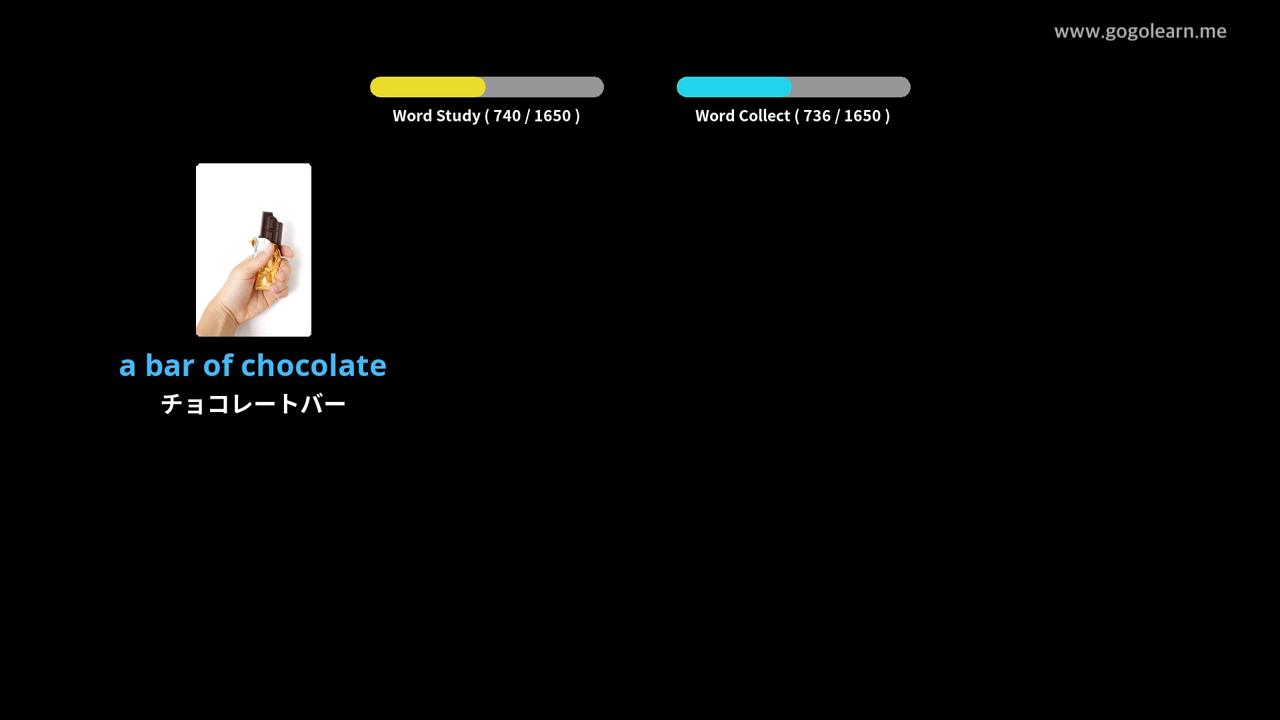 www.gogolearn.me
Word Study ( 740 / 1650 )
Word Collect ( 736 / 1650 )
a bar of chocolate
チョコレートバー